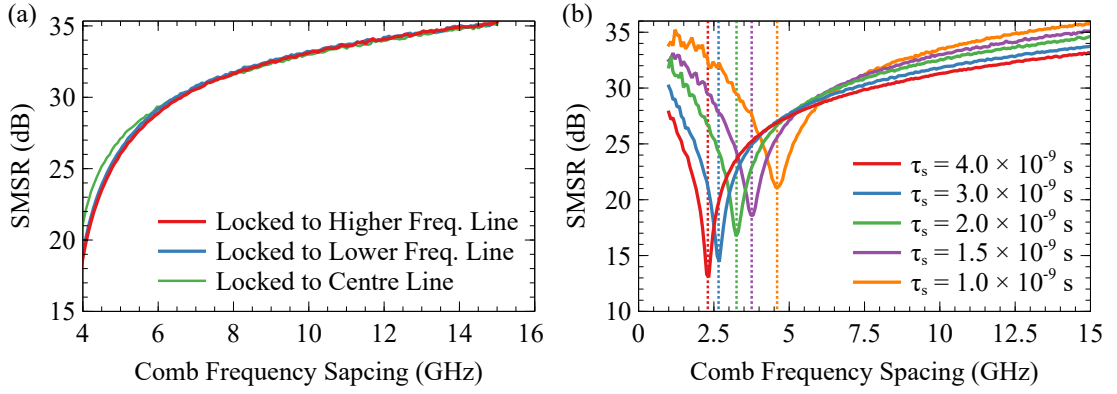 (a)
35
30
25
20
15
SMSR (dB)
4 6 8 10 12 14 16
Comb Frequency Sapcing (GHz)
Locked to Higher Freq. Line
Locked to Lower Freq. Line
Locked to Centre Line
(b)
35
30
25
20
15
10
SMSR (dB)
0 2.5 5 7.5 10 12.5 15
Comb Frequency Spacing (GHz)
τs = 4.0 × 10-9 s
τs = 3.0 × 10-9 s
τs = 2.0 × 10-9 s
τs = 1.5 × 10-9 s
τs = 1.0 × 10-9 s